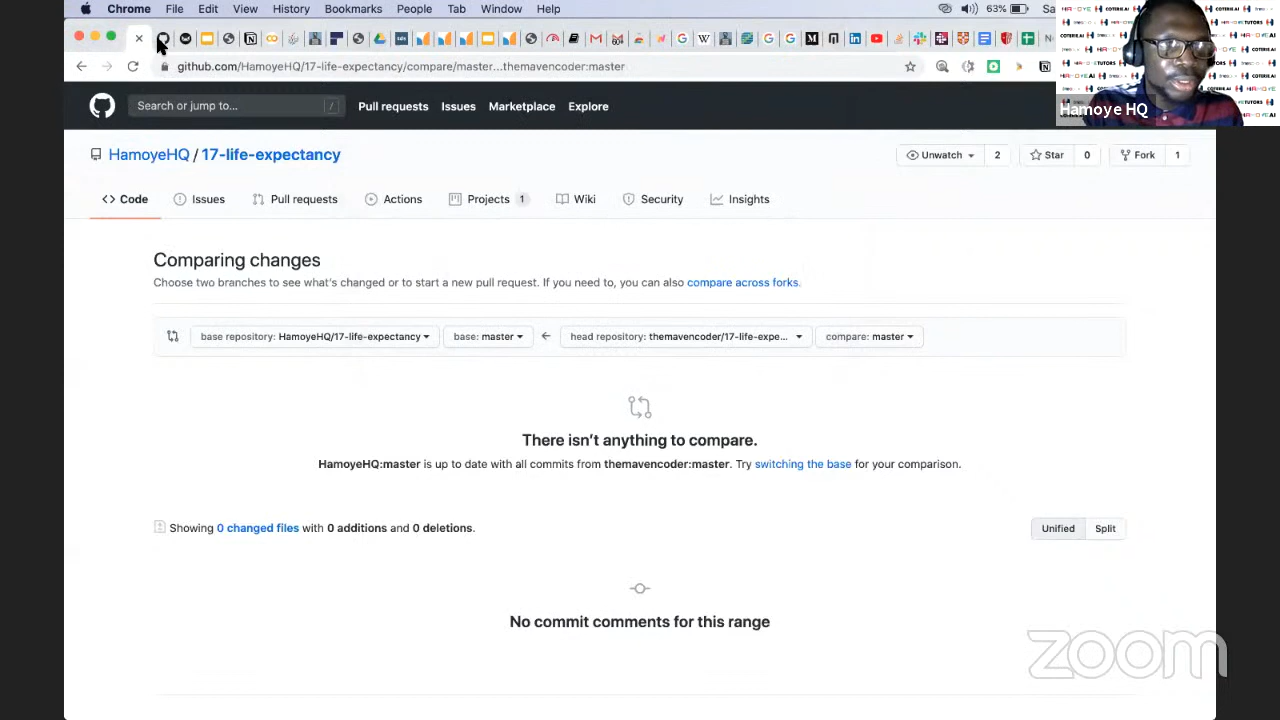 Chrome File Edit View History Bookmarks Profiles Tab Window Help 63%
github.com/HamoyeHQ/17-life-expectancy/compare/master...themavencoder:master
Hamoye HQ
Search or jump to... / Pull requests Issues Marketplace Explore
HamoyeHQ / 17-life-expectancy Unwatch 2 Star 0 Fork 1
Code Issues Pull requests Actions Projects 1 Wiki Security Insights
Comparing changes
Choose two branches to see what's changed or to start a new pull request. If you need to, you can also compare across forks.
base repository: HamoyeHQ/17-life-expectancy base: master head repository: themavencoder/17-life-expe... compare: master
There isn't anything to compare.
HamoyeHQ:master is up to date with all commits from themavencoder:master. Try switching the base for your comparison.
Showing 0 changed files with 0 additions and 0 deletions. Unified Split
No commit comments for this range
zoom